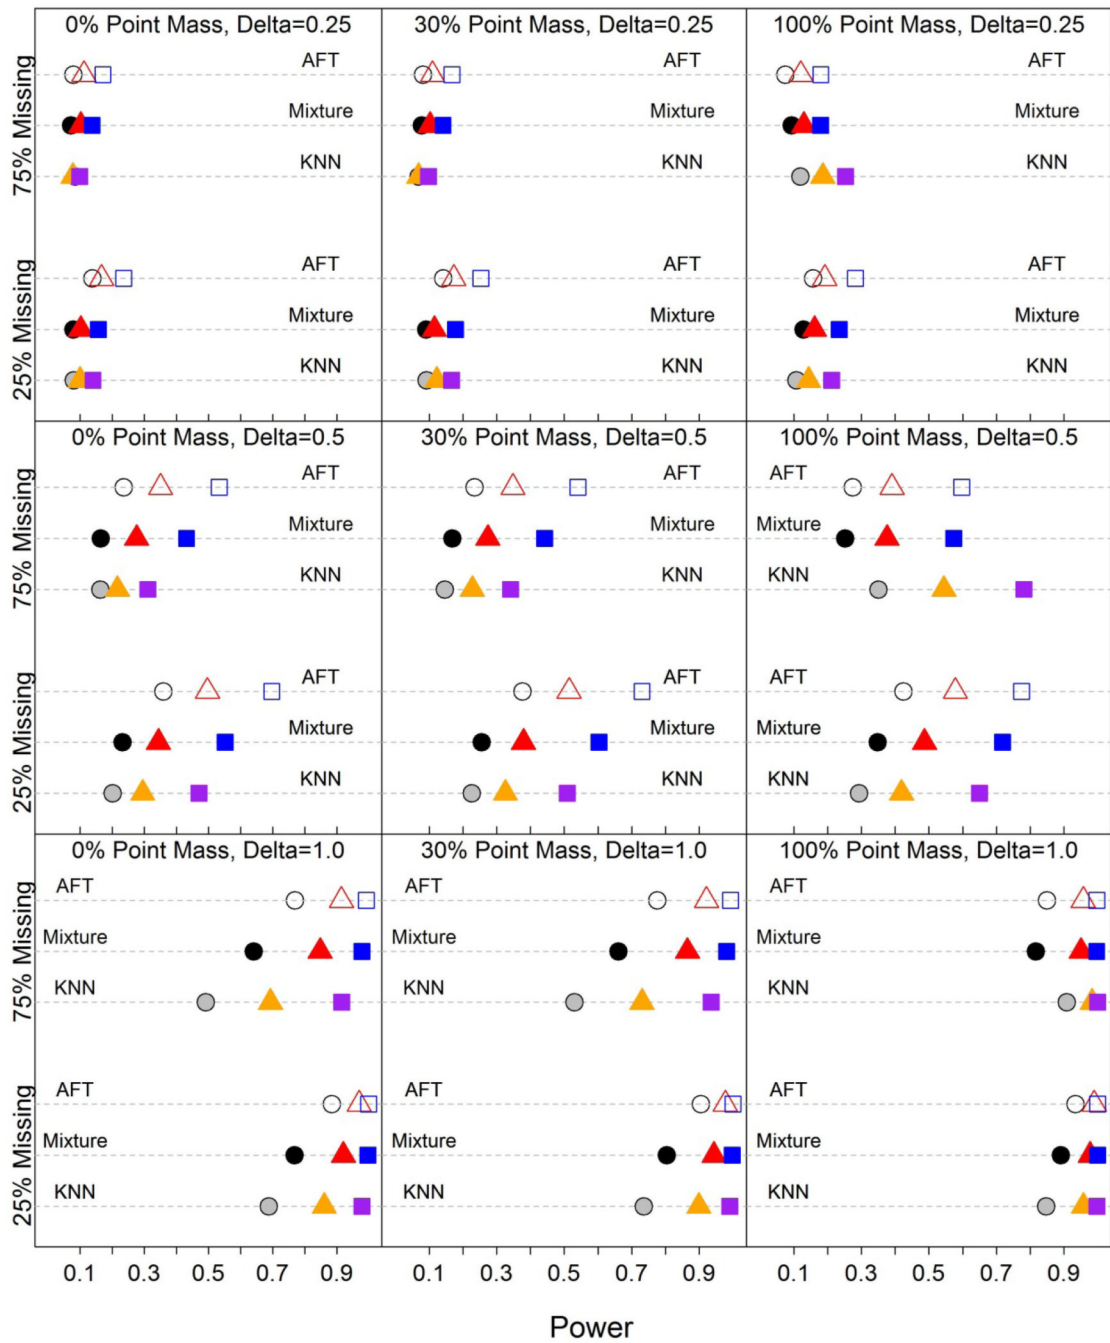 0% Point Mass, Delta=0.25
30% Point Mass, Delta=0.25
100% Point Mass, Delta=0.25
75% Missing
AFT
AFT
AFT
Mixture
Mixture
Mixture
KNN
KNN
KNN
25% Missing
AFT
AFT
AFT
Mixture
Mixture
Mixture
KNN
KNN
KNN
0% Point Mass, Delta=0.5
30% Point Mass, Delta=0.5
100% Point Mass, Delta=0.5
75% Missing
AFT
AFT
AFT
Mixture
Mixture
Mixture
KNN
KNN
KNN
25% Missing
AFT
AFT
AFT
Mixture
Mixture
Mixture
KNN
KNN
KNN
0% Point Mass, Delta=1.0
30% Point Mass, Delta=1.0
100% Point Mass, Delta=1.0
75% Missing
AFT
AFT
AFT
Mixture
Mixture
Mixture
KNN
KNN
KNN
25% Missing
AFT
AFT
AFT
Mixture
Mixture
Mixture
KNN
KNN
KNN
0.1 0.3 0.5 0.7 0.9 0.1 0.3 0.5 0.7 0.9 0.1 0.3 0.5 0.7 0.9
Power